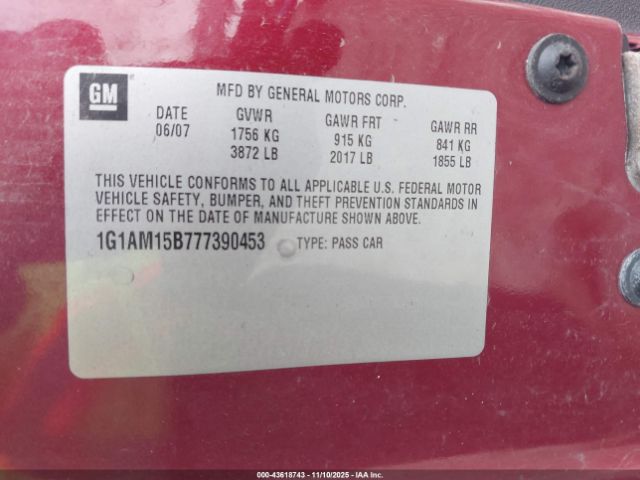 GM
MFD BY GENERAL MOTORS CORP.
DATE GVWR GAWR FRT GAWR RR
06/07 1756 KG 915 KG 841 KG
3872 LB 2017 LB 1855 LB
THIS VEHICLE CONFORMS TO ALL APPLICABLE U.S. FEDERAL MOTOR
VEHICLE SAFETY, BUMPER, AND THEFT PREVENTION STANDARDS IN
EFFECT ON THE DATE OF MANUFACTURE SHOWN ABOVE.
1G1AM15B777390453 TYPE: PASS CAR
000-43618743 - 11/10/2025 - IAAI.COM